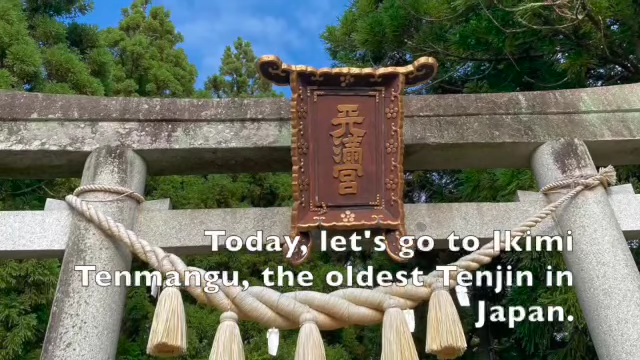 天満宮
Today, let's go to Ikimi
Tenmangu, the oldest Tenjin in
Japan.